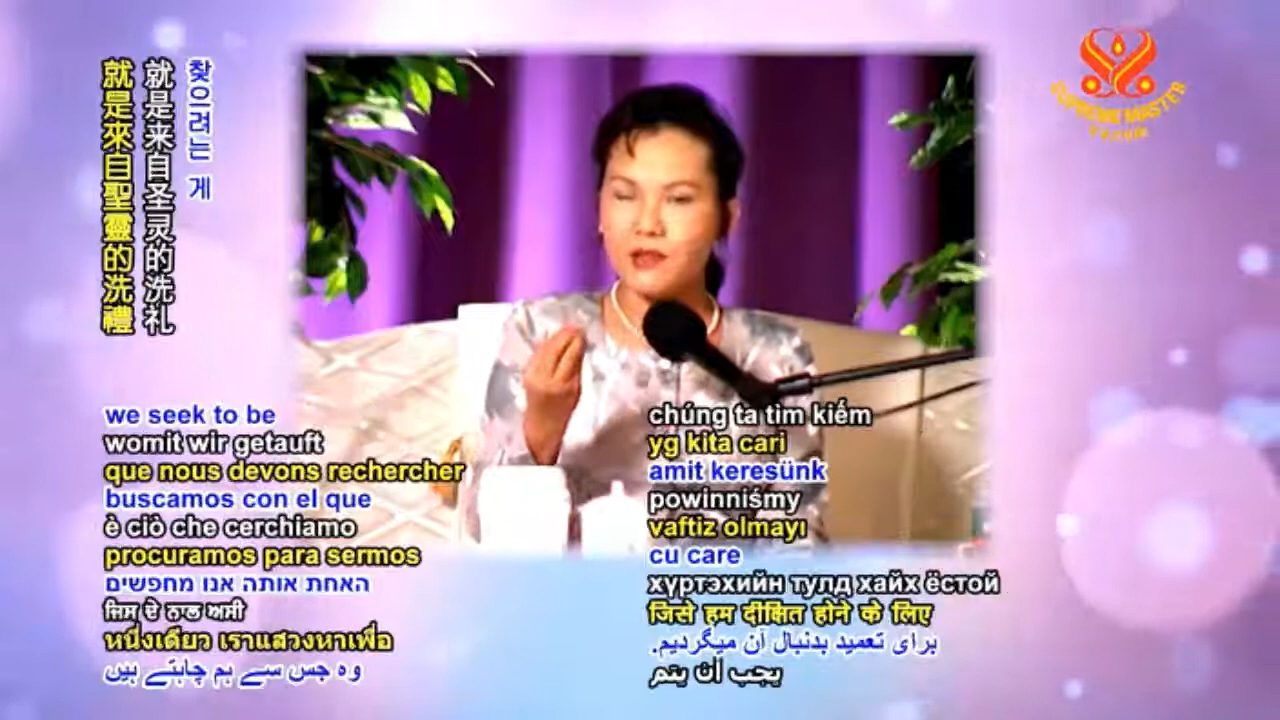 찾으려는 게
就是来自圣灵的洗礼
就是來自聖靈的洗禮
SUPREME MASTER
we seek to be
womit wir getauft
que nous devons rechercher
buscamos con el que
è ciò che cerchiamo
procuramos para sermos
האחת אותה אנו מחפשים
ਜਿਸ ਦੇ ਨਾਲ ਅਸੀ
หนึ่งเดียว เราแสวงหาเพื่อ
وہ جس سے ہم چاہتے ہیں
chúng ta tìm kiếm
yg kita cari
amit keresünk
powinniśmy
vaftiz olmayı
cu care
хүртэхийн тулд хайх ёстой
जिसे हम दीक्षित होने के लिए
برای تعمید بدنبال آن میگردیم.
يجب ان يتم